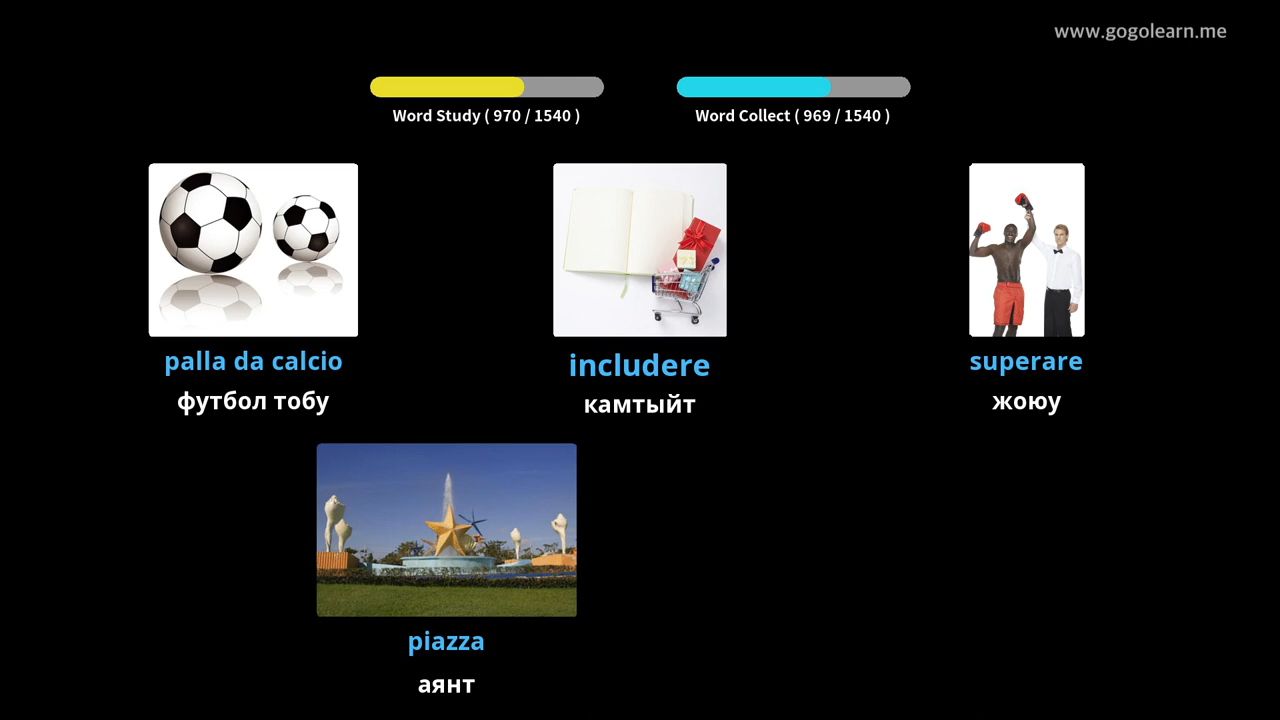 www.gogolearn.me
Word Study ( 970 / 1540 )
Word Collect ( 969 / 1540 )
palla da calcio
футбол тобу
includere
камтыйт
superare
жоюу
piazza
аянт